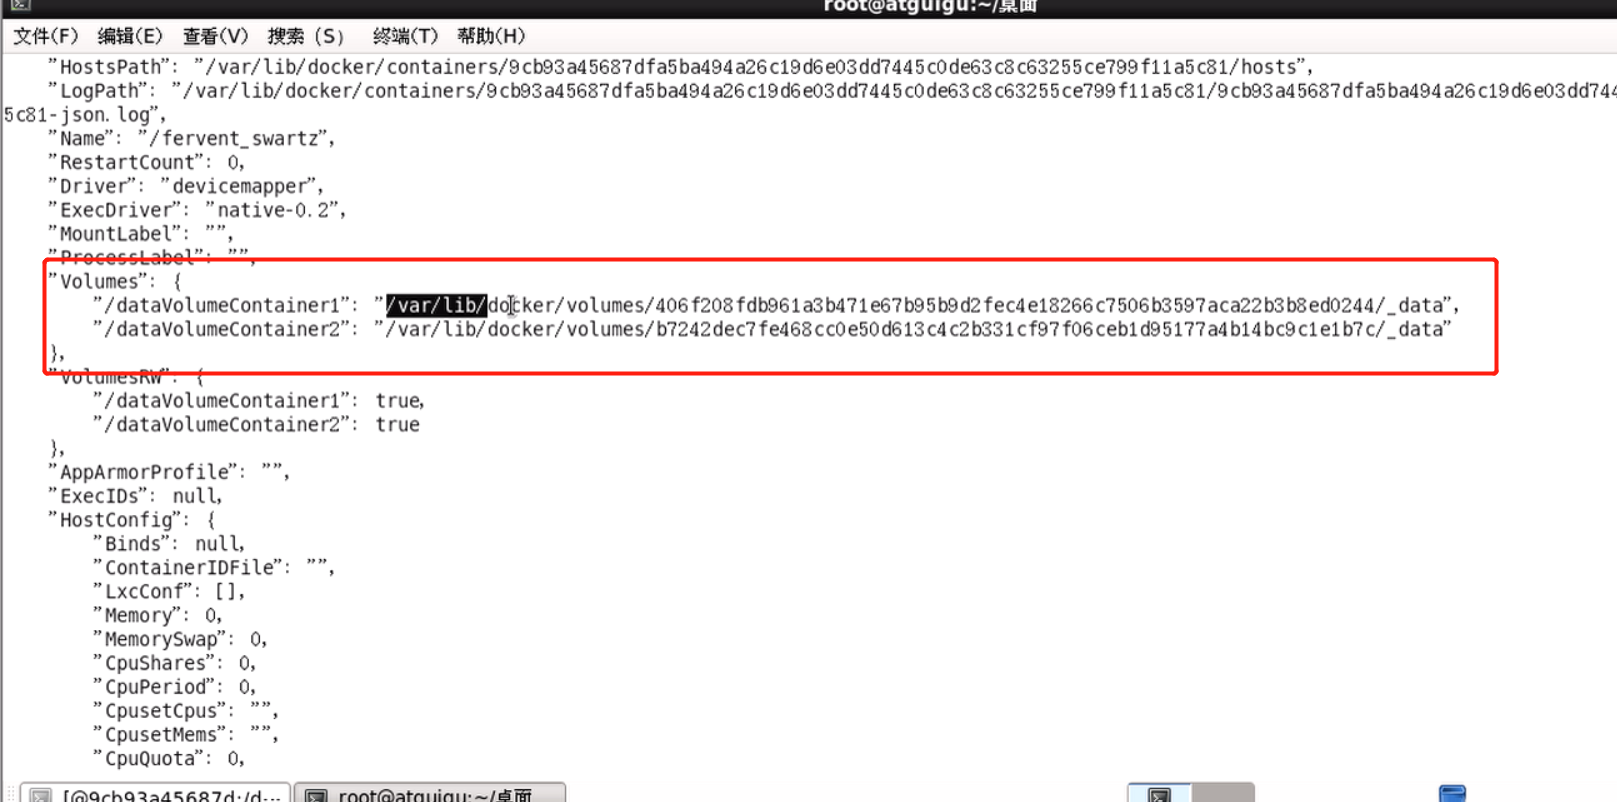 root@atguigu:~/桌面
文件(F) 编辑(E) 查看(V) 搜索 (S) 终端(T) 帮助(H)
"HostsPath": "/var/lib/docker/containers/9cb93a45687dfa5ba494a26c19d6e03dd7445c0de63c8c63255ce799f11a5c81/hosts",
"LogPath": "/var/lib/docker/containers/9cb93a45687dfa5ba494a26c19d6e03dd7445c0de63c8c63255ce799f11a5c81/9cb93a45687dfa5ba494a26c19d6e03dd744
5c81-json.log",
"Name": "/fervent_swartz",
"RestartCount": 0,
"Driver": "devicemapper",
"ExecDriver": "native-0.2",
"MountLabel": "",
"ProcessLabel": "",
"Volumes": {
"/dataVolumeContainer1": "/var/lib/docker/volumes/406f208fdb961a3b471e67b95b9d2fec4e18266c7506b3597aca22b3b8ed0244/_data",
"/dataVolumeContainer2": "/var/lib/docker/volumes/b7242dec7fe468cc0e50d613c4c2b331cf97f06ceb1d95177a4b14bc9c1e1b7c/_data"
},
"VolumesRW": {
"/dataVolumeContainer1": true,
"/dataVolumeContainer2": true
},
"AppArmorProfile": "",
"ExecIDs": null,
"HostConfig": {
"Binds": null,
"ContainerIDFile": "",
"LxcConf": [],
"Memory": 0,
"MemorySwap": 0,
"CpuShares": 0,
"CpuPeriod": 0,
"CpusetCpus": "",
"CpusetMems": "",
"CpuQuota": 0,
[@9cb93a45687d:/d--- root@atguigu:~/桌面